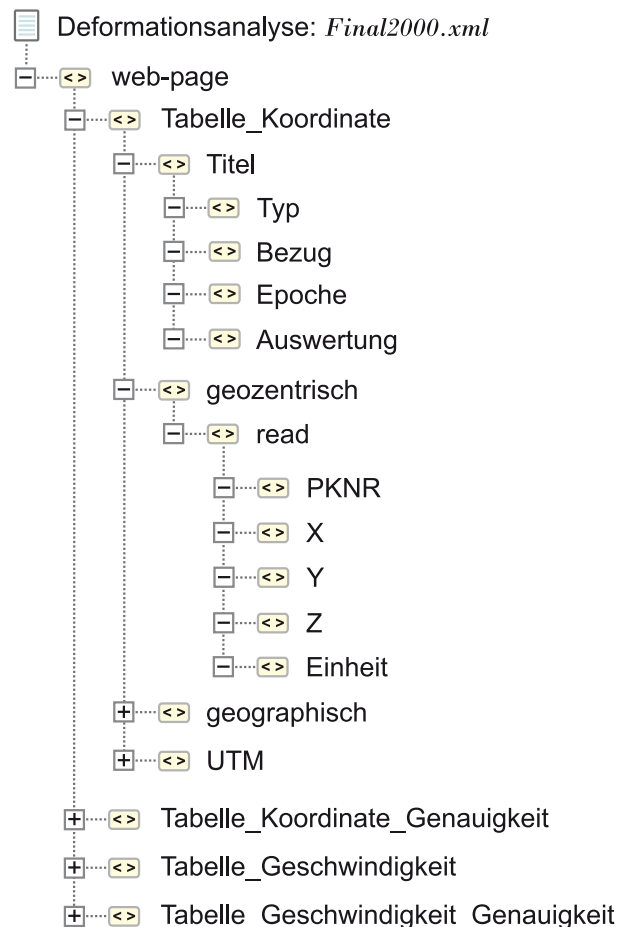 Deformationsanalyse: Final2000.xml
<> web-page
<> Tabelle_Koordinate
<> Titel
<> Typ
<> Bezug
<> Epoche
<> Auswertung
<> geozentrisch
<> read
<> PKNR
<> X
<> Y
<> Z
<> Einheit
<> geographisch
<> UTM
<> Tabelle_Koordinate_Genauigkeit
<> Tabelle_Geschwindigkeit
<> Tabelle_Geschwindigkeit_Genauigkeit